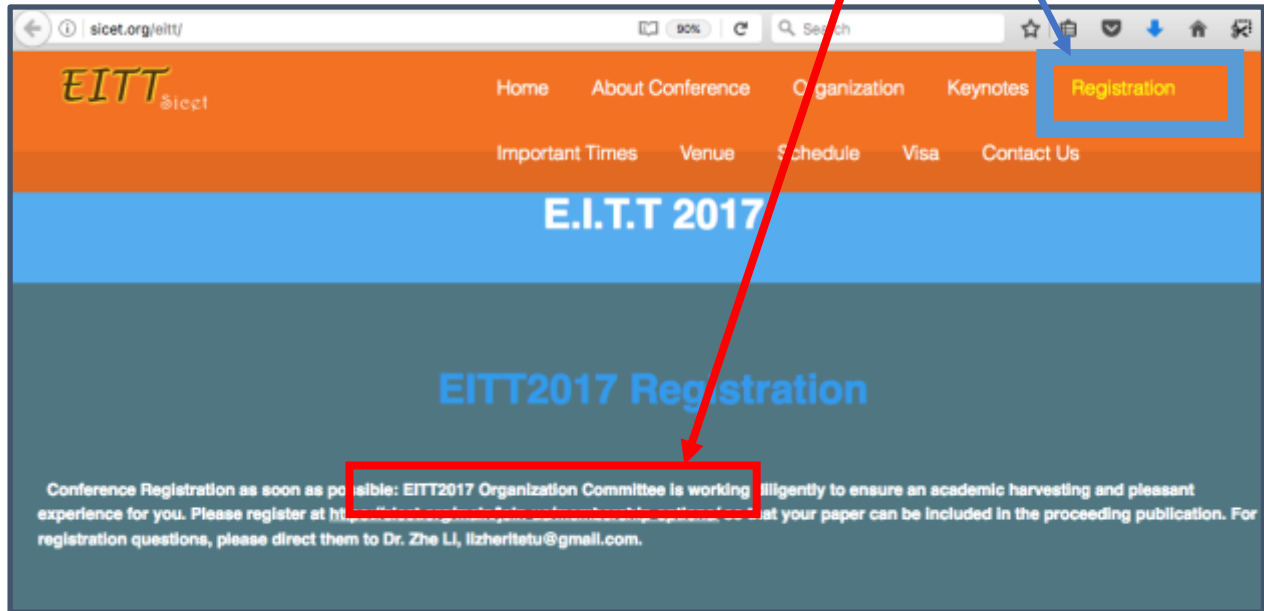 sicet.org/eitt/
90%
Search
EITT Sicet
Home About Conference Organization Keynotes Registration
Important Times Venue Schedule Visa Contact Us
E.I.T.T 2017
EITT2017 Registration
Conference Registration as soon as possible: EITT2017 Organization Committee is working diligently to ensure an academic harvesting and pleasant
experience for you. Please register at so that your paper can be included in the proceeding publication. For
registration questions, please direct them to Dr. Zhe Li, lizheritetu@gmail.com.